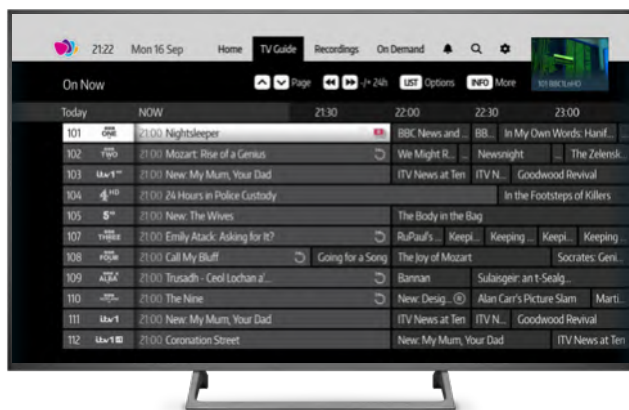 21:22 Mon 16 Sep Home TV Guide Recordings On Demand
On Now Page -/+ 24h LIST Options INFO More 101 BBC1LoHD
Today NOW 21:30 22:00 22:30 23:00
101 BBC ONE 21:00 Nightsleeper BBC News and ... BB... In My Own Words: Hanif...
102 BBC TWO 21:00 Mozart: Rise of a Genius We Might R... ... Newsnight ... The Zelensk...
103 itv1 HD 21:00 New: My Mum, Your Dad ITV News at Ten ITV N... Goodwood Revival
104 4 HD 21:00 24 Hours in Police Custody In the Footsteps of Killers
105 5 21:00 New: The Wives The Body in the Bag
107 BBC THREE 21:00 Emily Atack: Asking for It? RuPaul's ... Keepi... Keeping ... Keepi... Keeping ...
108 BBC FOUR 21:00 Call My Bluff Going for a Song The Joy of Mozart Socrates: Geni...
109 BBC ALBA 21:00 Trusadh - Ceol Lochan a'... Bannan Sulaisgeir: an t-Sealg...
110 21:00 The Nine New: Desig... R Alan Carr's Picture Slam Marti...
111 itv1 21:00 New: My Mum, Your Dad ITV News at Ten ITV N... Goodwood Revival
112 itv1 21:00 Coronation Street New: My Mum, Your Dad ITV News at Ten